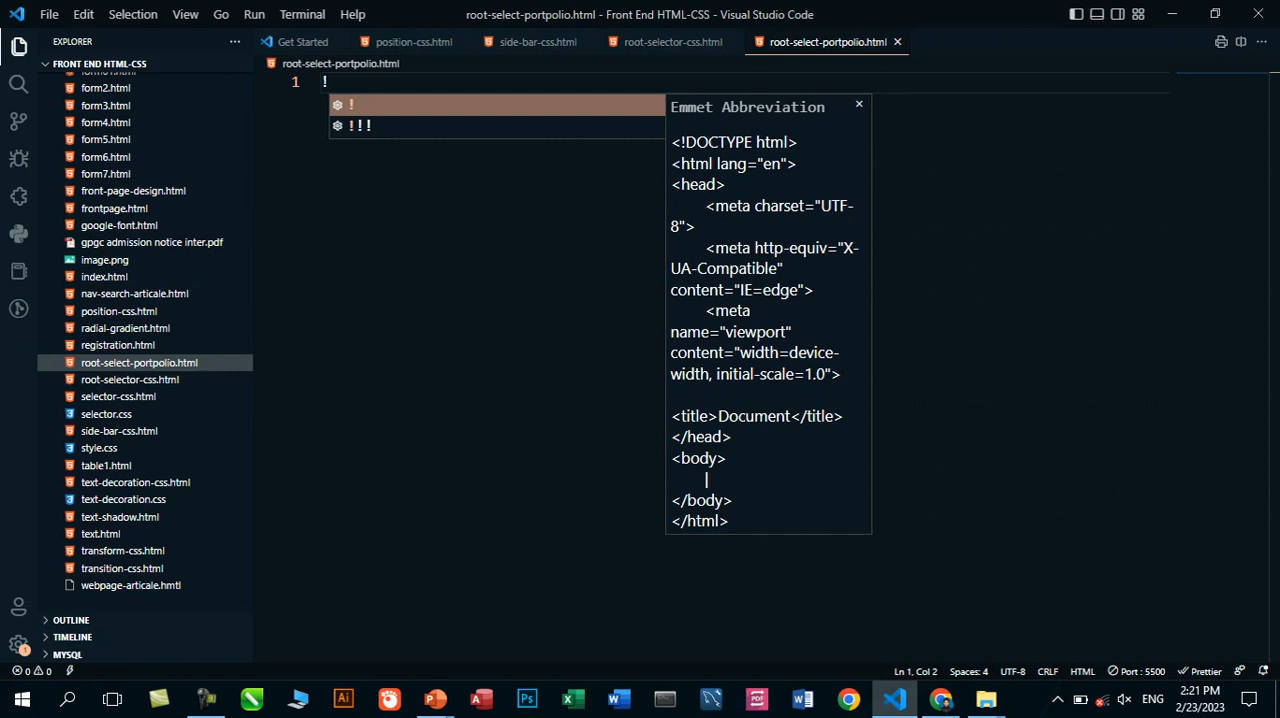 File Edit Selection View Go Run Terminal Help
root-select-portpolio.html - Front End HTML-CSS - Visual Studio Code
EXPLORER
Get Started
position-css.html
side-bar-css.html
root-selector-css.html
root-select-portpolio.html
FRONT END HTML-CSS
root-select-portpolio.html
form2.html
form3.html
form4.html
form5.html
form6.html
form7.html
front-page-design.html
frontpage.html
google-font.html
gpgc admission notice inter.pdf
image.png
index.html
nav-search-articale.html
position-css.html
radial-gradient.html
registration.html
root-select-portpolio.html
root-selector-css.html
selector-css.html
selector.css
side-bar-css.html
style.css
table1.html
text-decoration-css.html
text-decoration.css
text-shadow.html
text.html
transform-css.html
transition-css.html
webpage-articale.hmtl
OUTLINE
TIMELINE
MYSQL
1 !
!
!!!
Emmet Abbreviation
<!DOCTYPE html>
<html lang="en">
<head>
<meta charset="UTF-
8">
<meta http-equiv="X-
UA-Compatible"
content="IE=edge">
<meta
name="viewport"
content="width=device-
width, initial-scale=1.0">
<title>Document</title>
</head>
<body>
|
</body>
</html>
0 0
Ln 1, Col 2 Spaces: 4 UTF-8 CRLF HTML Port : 5500 Prettier
ENG
2:21 PM
2/23/2023